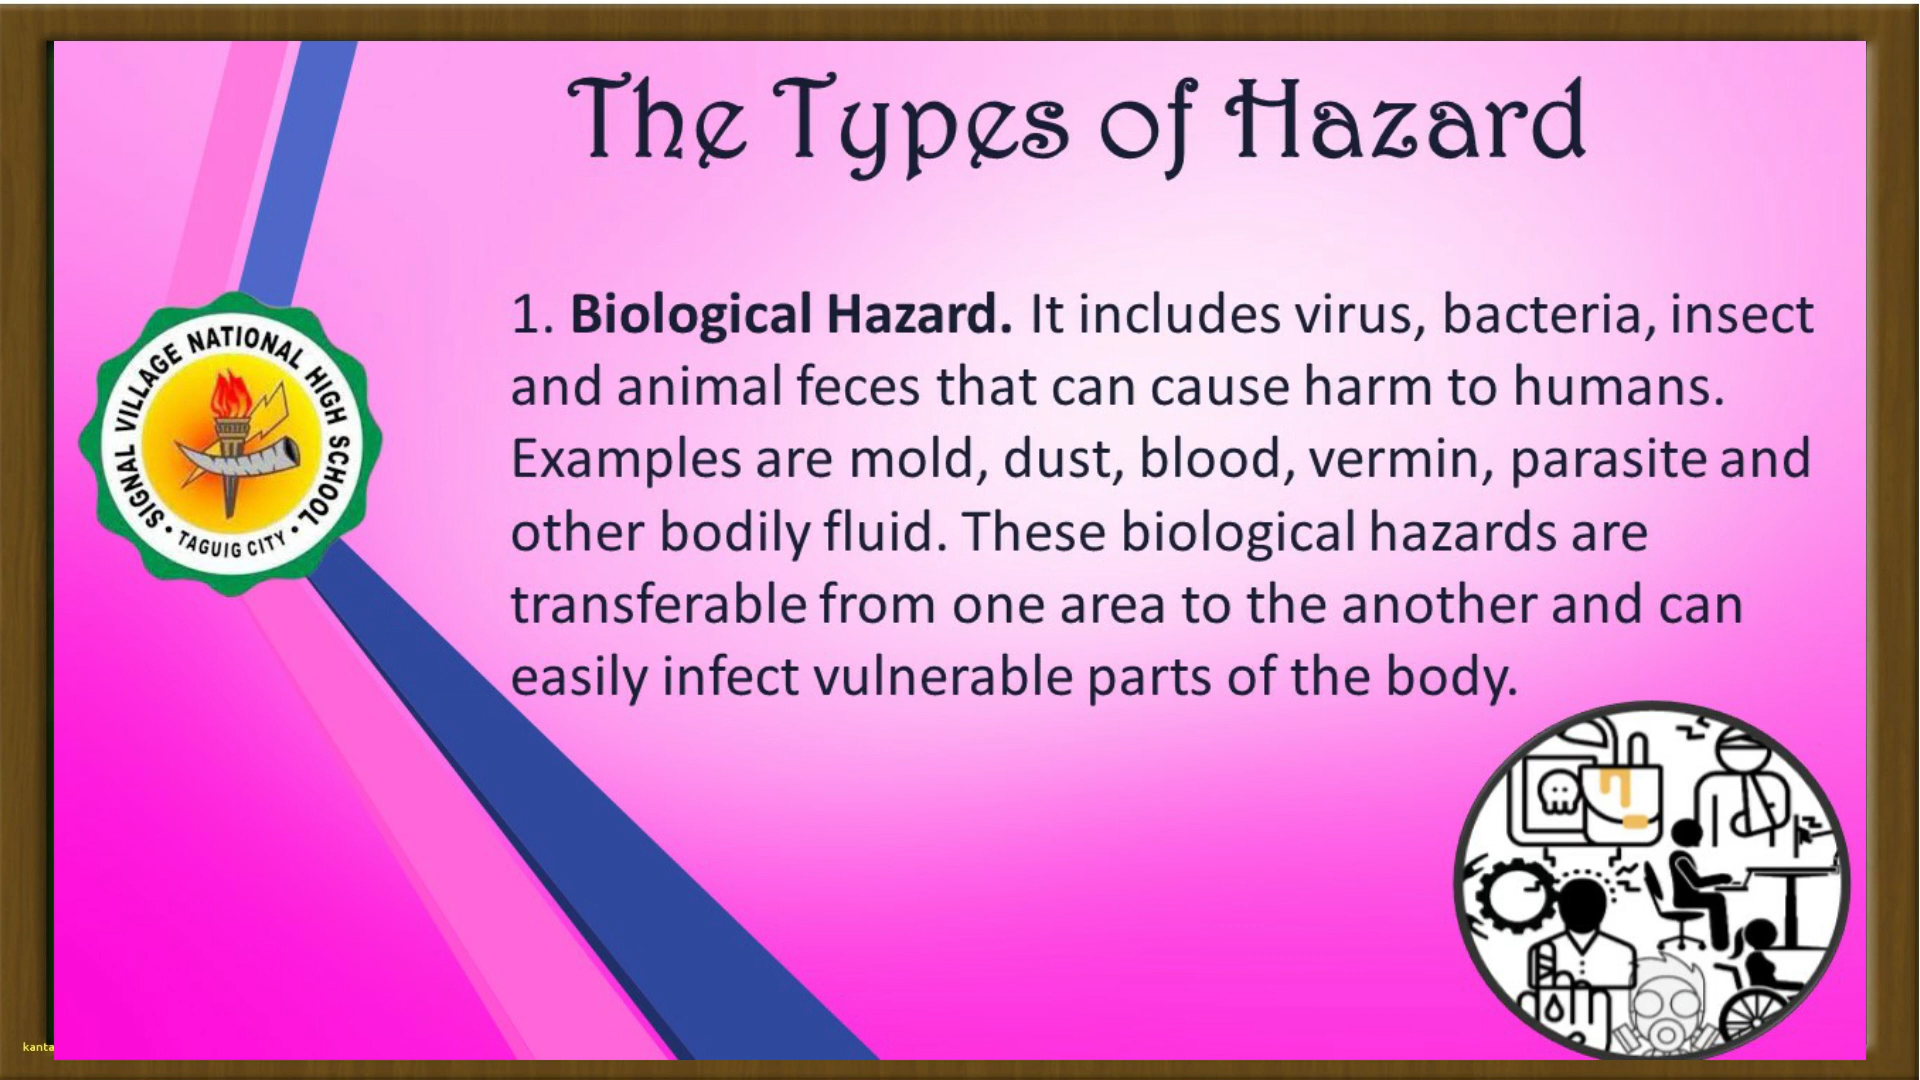 The Types of Hazard
1. Biological Hazard. It includes virus, bacteria, insect
and animal feces that can cause harm to humans.
Examples are mold, dust, blood, vermin, parasite and
other bodily fluid. These biological hazards are
transferable from one area to the another and can
easily infect vulnerable parts of the body.
SIGNAL VILLAGE NATIONAL HIGH SCHOOL
• TAGUIG CITY •
kanta